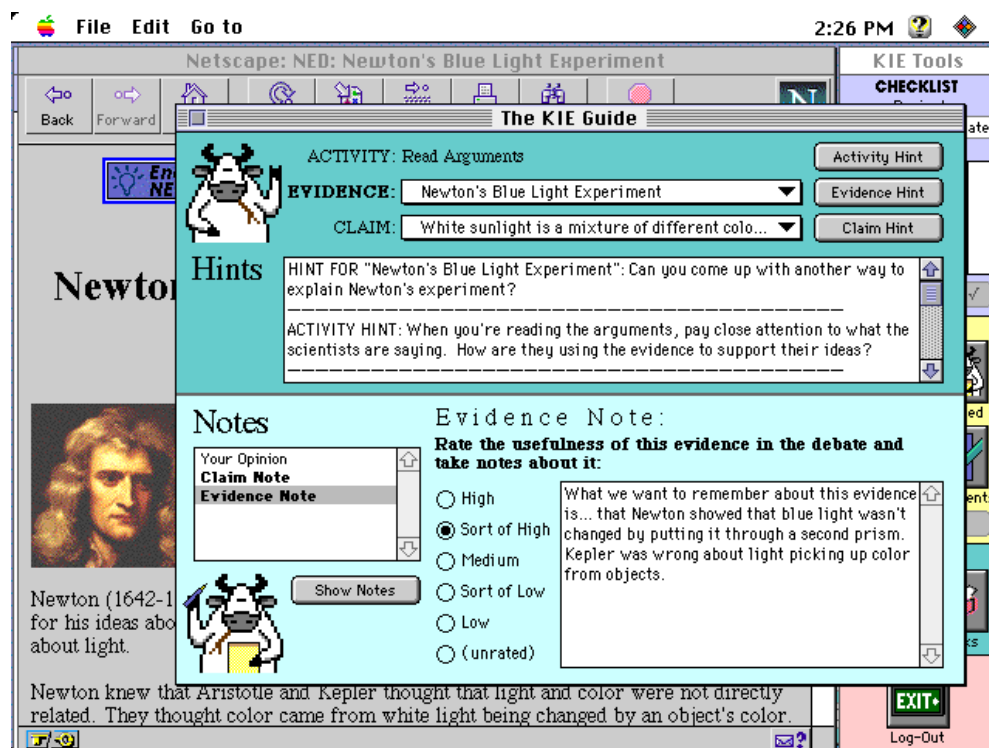 File Edit Go to 2:26 PM
Netscape: NED: Newton's Blue Light Experiment
KIE Tools
CHECKLIST
Back Forward
The KIE Guide
ACTIVITY: Read Arguments
Activity Hint
EVIDENCE: Newton's Blue Light Experiment
Evidence Hint
CLAIM: White sunlight is a mixture of different colo...
Claim Hint
Hints
HINT FOR "Newton's Blue Light Experiment": Can you come up with another way to
explain Newton's experiment?
ACTIVITY HINT: When you're reading the arguments, pay close attention to what the
scientists are saying. How are they using the evidence to support their ideas?
Notes
Your Opinion
Claim Note
Evidence Note
Show Notes
Evidence Note:
Rate the usefulness of this evidence in the debate and
take notes about it:
High
Sort of High
Medium
Sort of Low
Low
(unrated)
What we want to remember about this evidence
is... that Newton showed that blue light wasn't
changed by putting it through a second prism.
Kepler was wrong about light picking up color
from objects.
Newton (1642-1
for his ideas abo
about light.
Newton knew that Aristotle and Kepler thought that light and color were not directly
related. They thought color came from white light being changed by an object's color.
EXIT
Log-Out